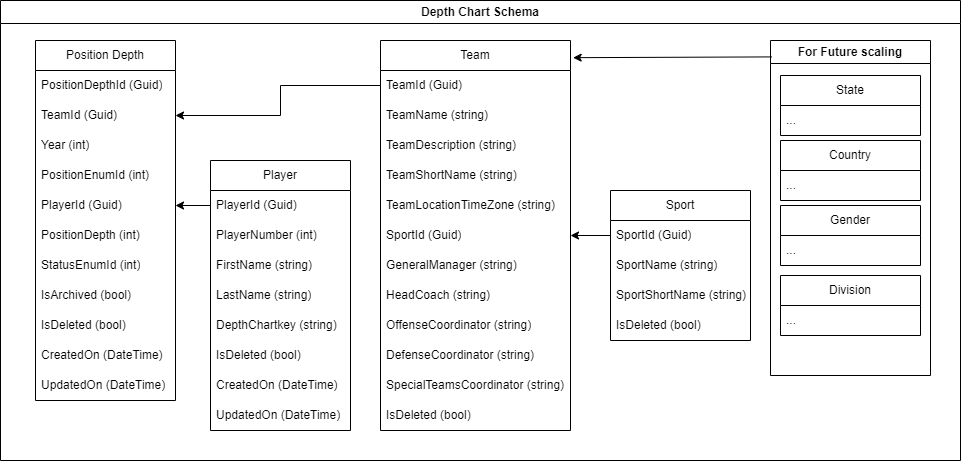 Depth Chart Schema
Position Depth
PositionDepthId (Guid)
TeamId (Guid)
Year (int)
PositionEnumId (int)
PlayerId (Guid)
PositionDepth (int)
StatusEnumId (int)
IsArchived (bool)
IsDeleted (bool)
CreatedOn (DateTime)
UpdatedOn (DateTime)
Player
PlayerId (Guid)
PlayerNumber (int)
FirstName (string)
LastName (string)
DepthChartkey (string)
IsDeleted (bool)
CreatedOn (DateTime)
UpdatedOn (DateTime)
Team
TeamId (Guid)
TeamName (string)
TeamDescription (string)
TeamShortName (string)
TeamLocationTimeZone (string)
SportId (Guid)
GeneralManager (string)
HeadCoach (string)
OffenseCoordinator (string)
DefenseCoordinator (string)
SpecialTeamsCoordinator (string)
IsDeleted (bool)
Sport
SportId (Guid)
SportName (string)
SportShortName (string)
IsDeleted (bool)
For Future scaling
State
...
Country
...
Gender
...
Division
...